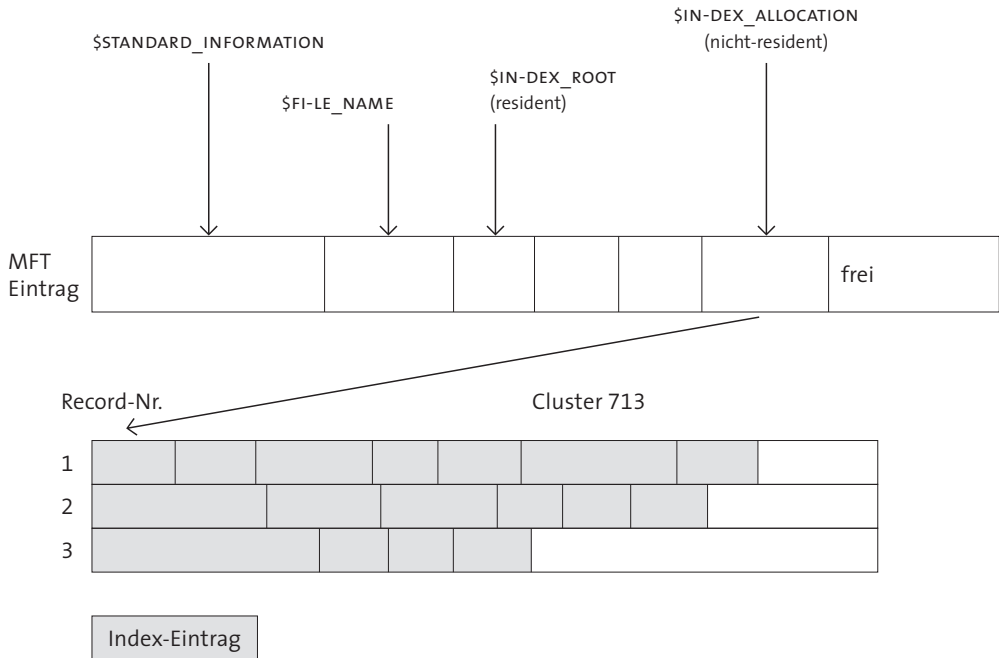 $IN-DEX_ALLOCATION
(nicht-resident)
$STANDARD_INFORMATION
$IN-DEX_ROOT
(resident)
$FI-LE_NAME
MFT
Eintrag
frei
Record-Nr.
Cluster 713
1
2
3
Index-Eintrag